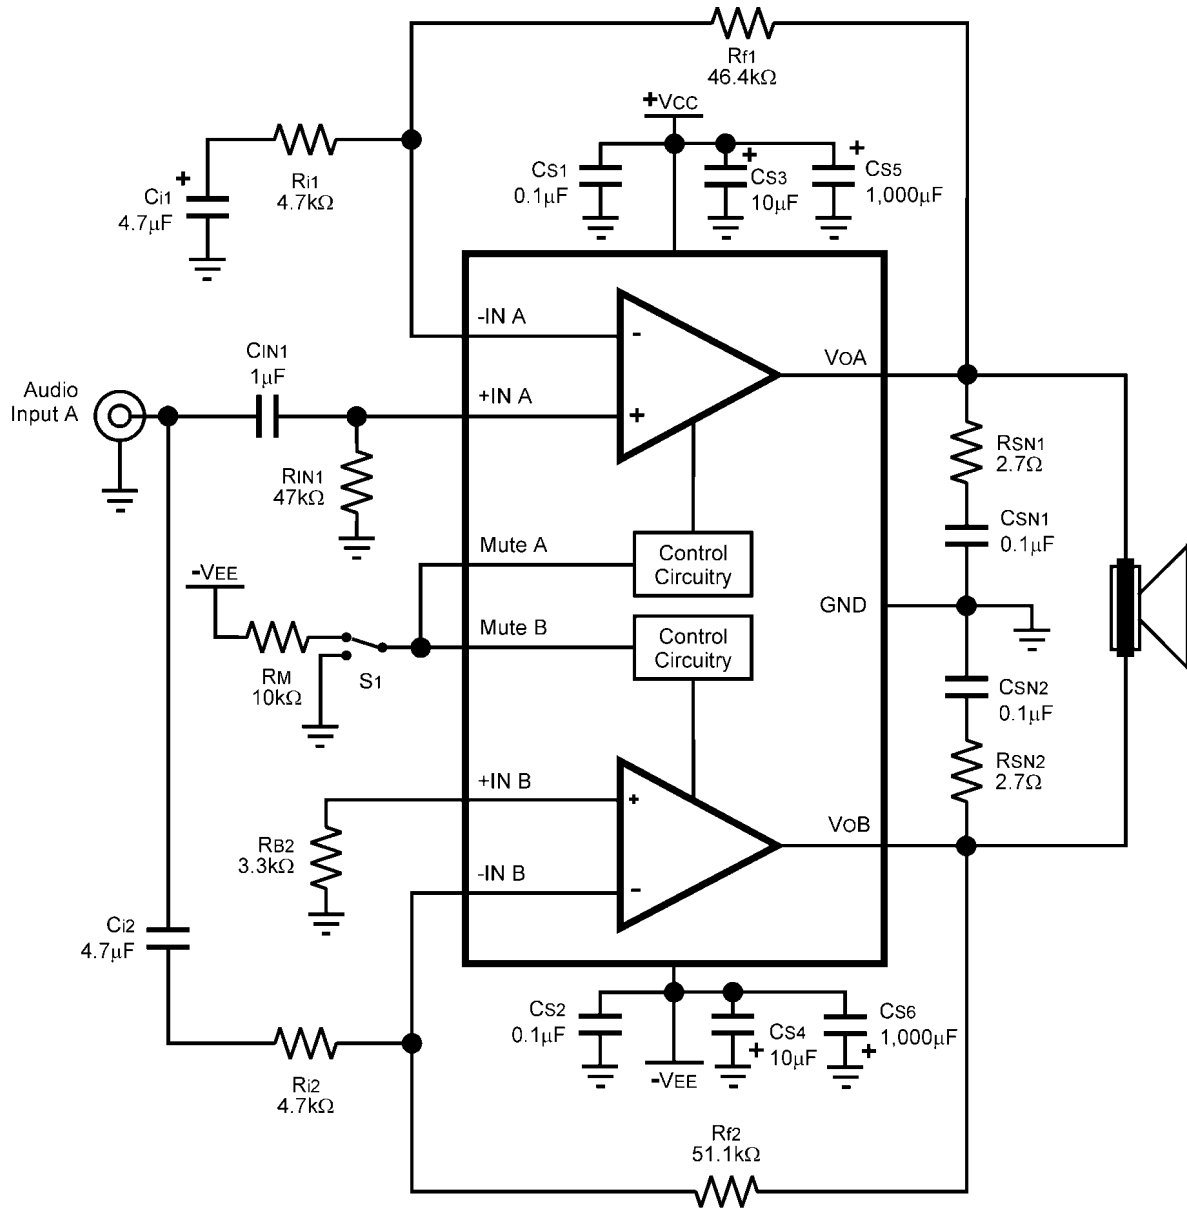 Rf1
46.4kΩ
+VCC
CS1
0.1µF
CS3
10µF
CS5
1,000µF
+
+
Ri1
4.7kΩ
+
Ci1
4.7µF
-IN A
-
VOA
CIN1
1µF
Audio
Input A
+IN A
+
RIN1
47kΩ
RSN1
2.7Ω
CSN1
0.1µF
Mute A
Control
Circuitry
-VEE
GND
Mute B
Control
Circuitry
RM
10kΩ
S1
CSN2
0.1µF
RSN2
2.7Ω
+IN B
+
VOB
RB2
3.3kΩ
-IN B
-
Ci2
4.7µF
CS2
0.1µF
CS4
10µF
CS6
1,000µF
+
+
-VEE
Ri2
4.7kΩ
Rf2
51.1kΩ